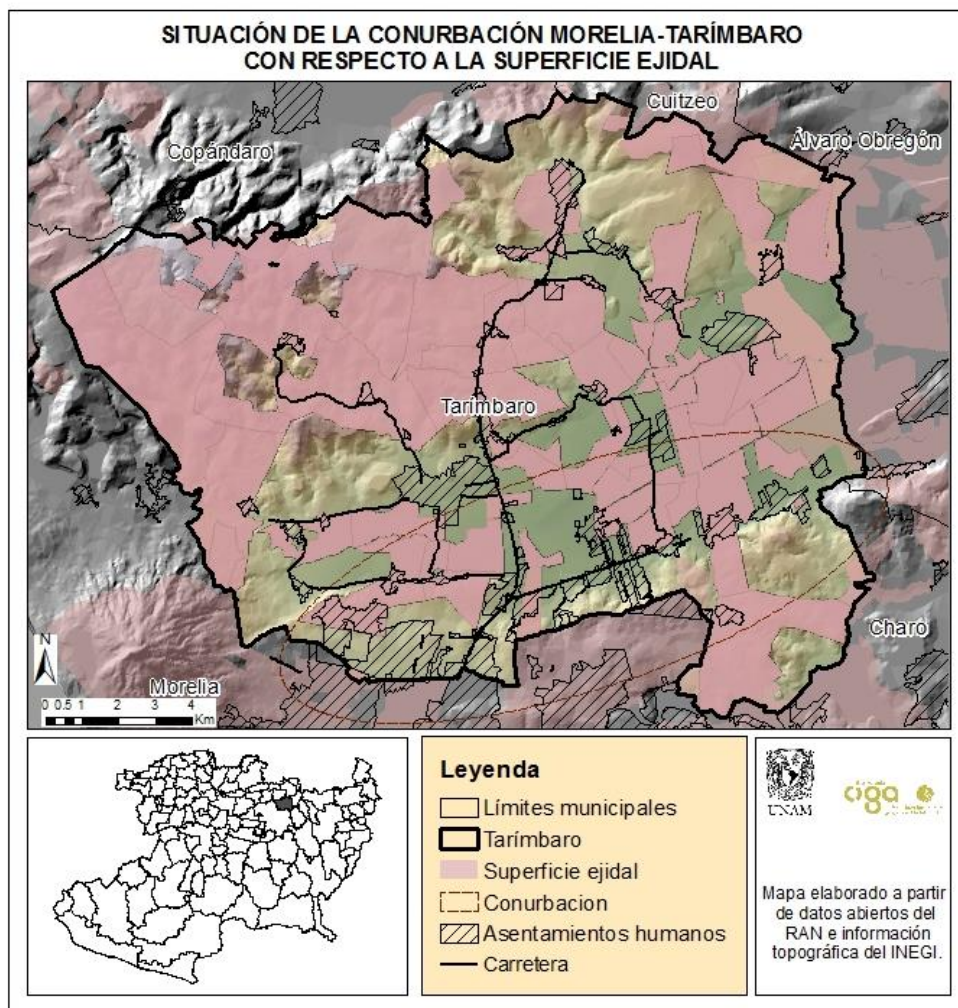 SITUACIÓN DE LA CONURBACIÓN MORELIA-TARÍMBARO
CON RESPECTO A LA SUPERFICIE EJIDAL
Cuitzeo
Álvaro Obregón
Copándaro
Tarímbaro
Charo
Morelia
N
0 0.5 1 2 3 4
Km
Leyenda
Límites municipales
Tarímbaro
Superficie ejidal
Conurbacion
Asentamientos humanos
Carretera
UNAM
ciga
Mapa elaborado a partir
de datos abiertos del
RAN e información
topográfica del INEGI.